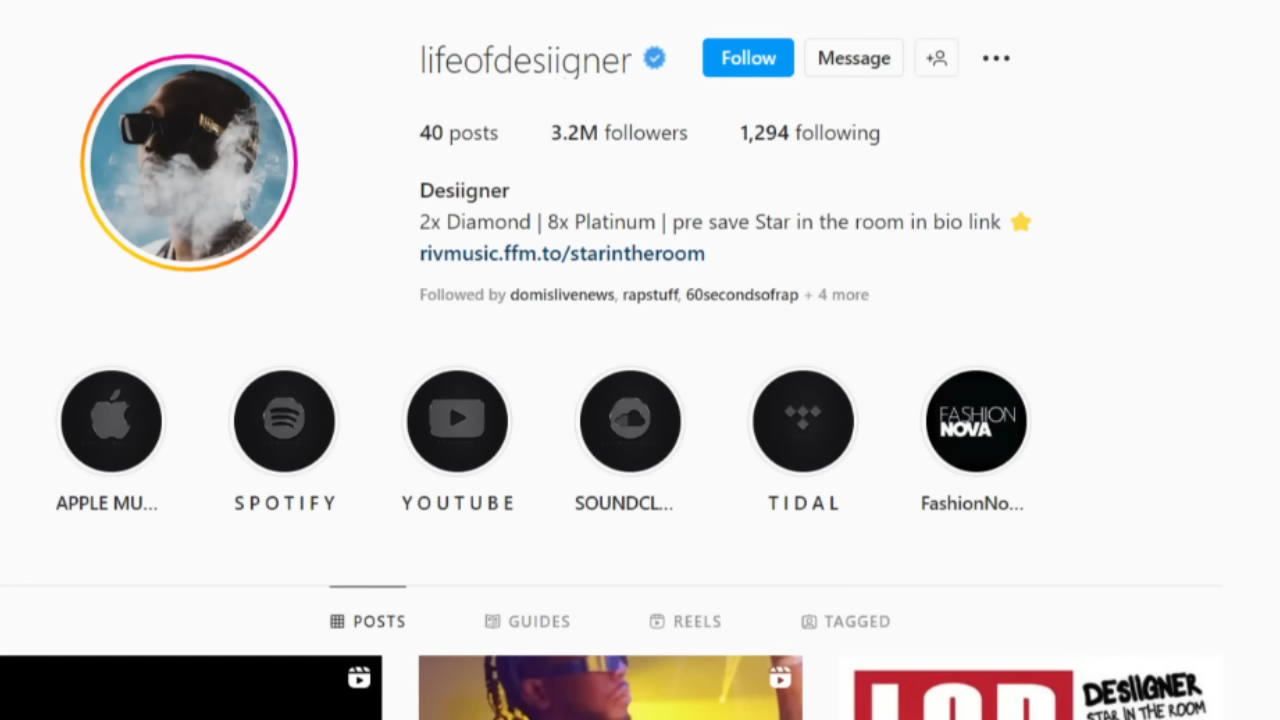 lifeofdesiigner Follow Message
40 posts 3.2M followers 1,294 following
Desiigner
2x Diamond | 8x Platinum | pre save Star in the room in bio link ⭐
rivmusic.ffm.to/starintheroom
Followed by domislivenews, rapstuff, 60secondsofrap + 4 more
FASHION
NOVA
APPLE MU... SPOTIFY YOUTUBE SOUNDCL... TIDAL FashionNo...
POSTS GUIDES REELS TAGGED
DESIIGNER
STAR IN THE ROOM